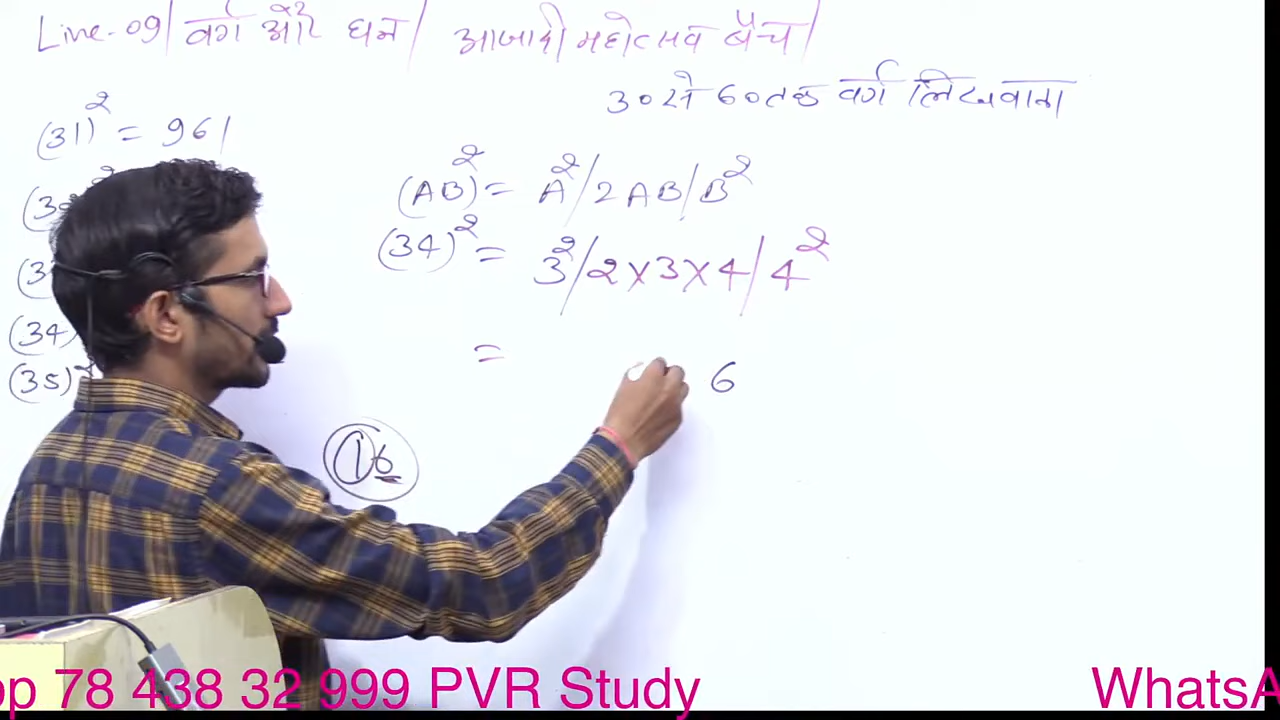 Live-09/ वर्ग और घन/ आजादी महोत्सव बैच/
30 से 60 तक वर्ग लिखवाना
(31)² = 961
(AB)² = A²/2AB/B²
(34)² = 3²/2×3×4/4²
(34)
(35)²
= 6
16
pp 78 438 32 999 PVR Study WhatsA